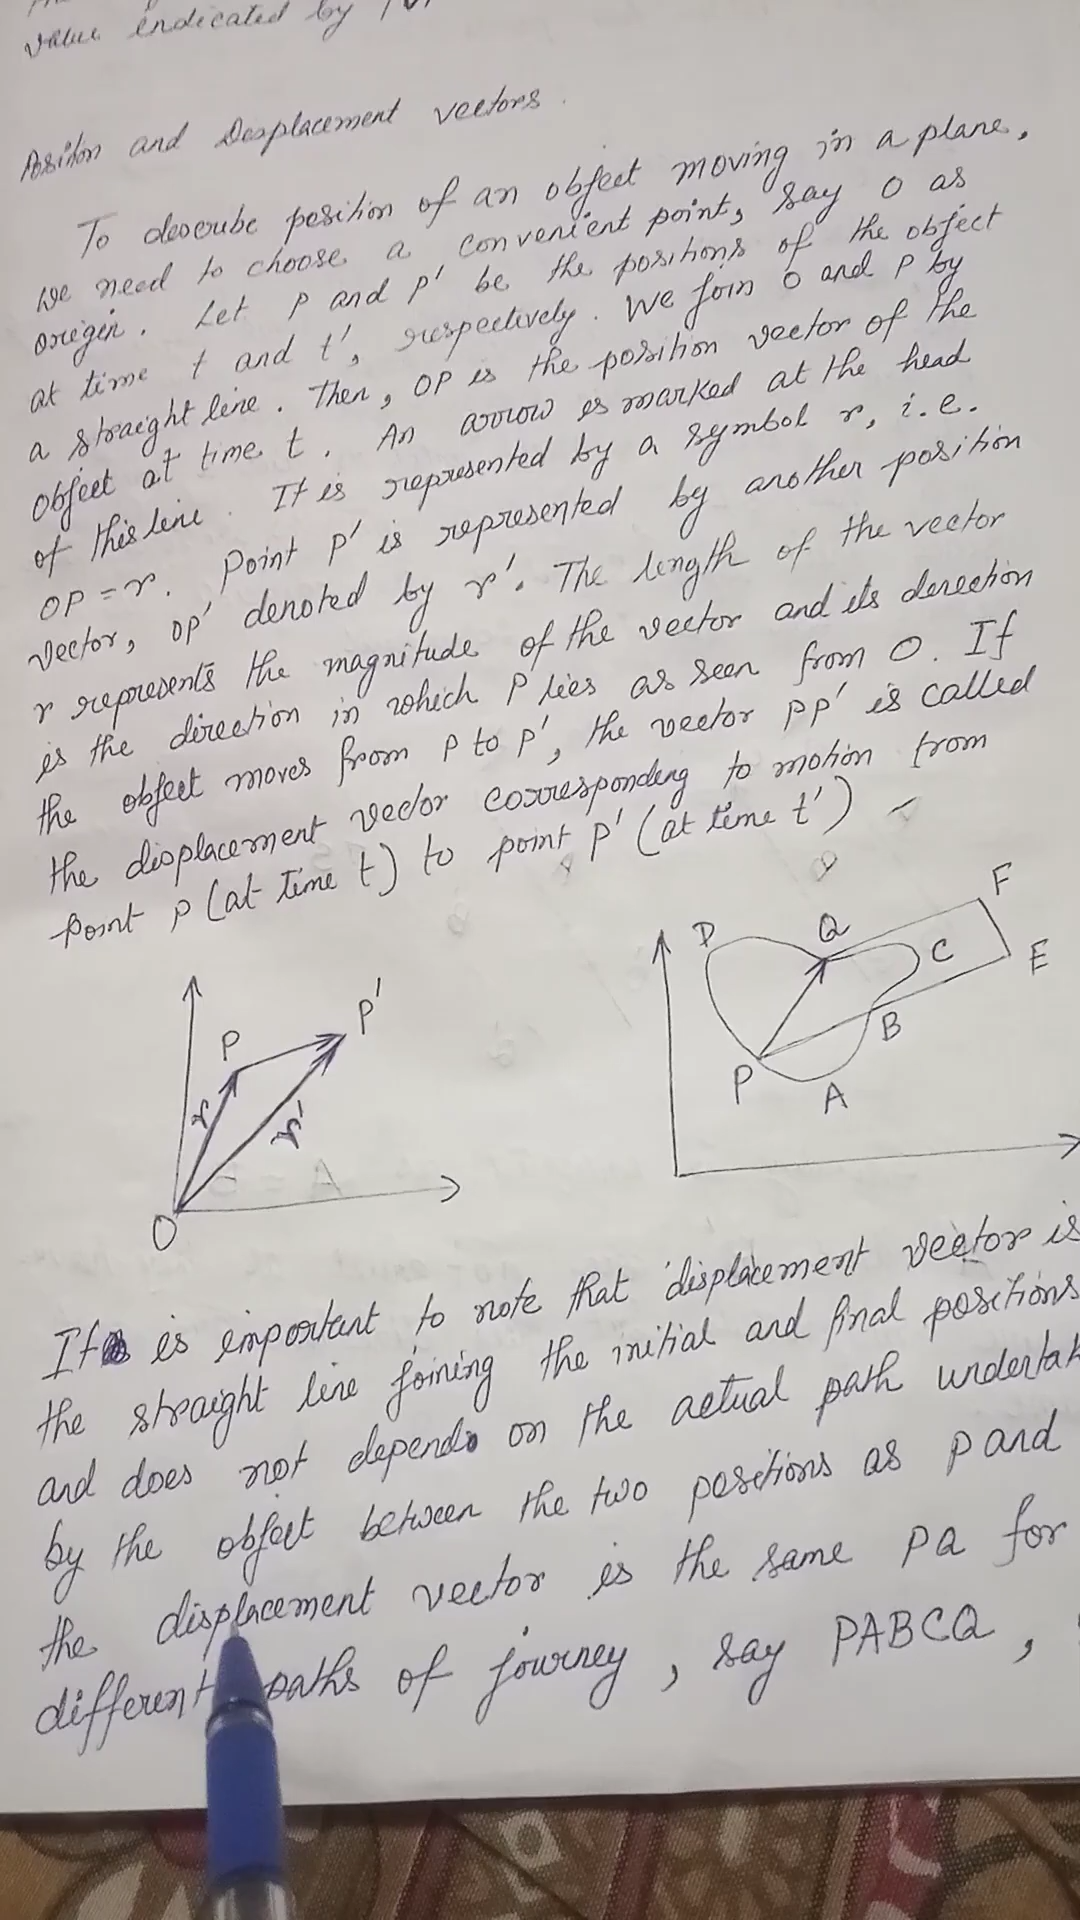 value indicated by |V|
Position and Desplacement vectors.
To describe position of an object moving in a plane,
we need to choose a convenient point, say O as
origin. Let P and P' be the positions of the object
at time t and t', respectively. We join O and P by
a straight line. Then, OP is the position vector of the
object at time t. An arrow is marked at the head
of this line. It is represented by a symbol r, i.e.
OP = r. Point P' is represented by another position
vector, OP' denoted by r'. The length of the vector
r represents the magnitude of the vector and its direction
is the direction in which P lies as seen from O. If
the object moves from P to P', the vector PP' is called
the displacement vector corresponding to motion from
point P (at time t) to point P' (at time t')
P
P'
r
r'
O
D
Q
F
C
E
B
P
A
It is important to note that displacement vector is
the straight line joining the initial and final positions
and does not depend on the actual path
by the object between the two positions as P and
the displacement vector is the same PQ for
different paths of journey, say PABCQ,